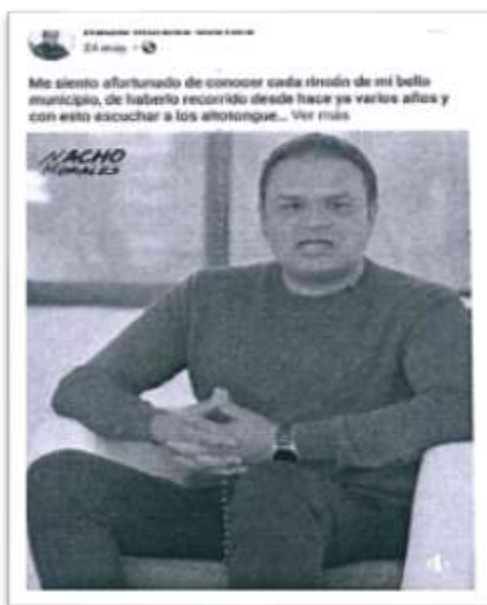 24 may. ·
Me siento afortunado de conocer cada rincón de mi bello
municipio, de haberlo recorrido desde hace ya varios años y
con esto escuchar a los altotongue... Ver más
NACHO
MORALES